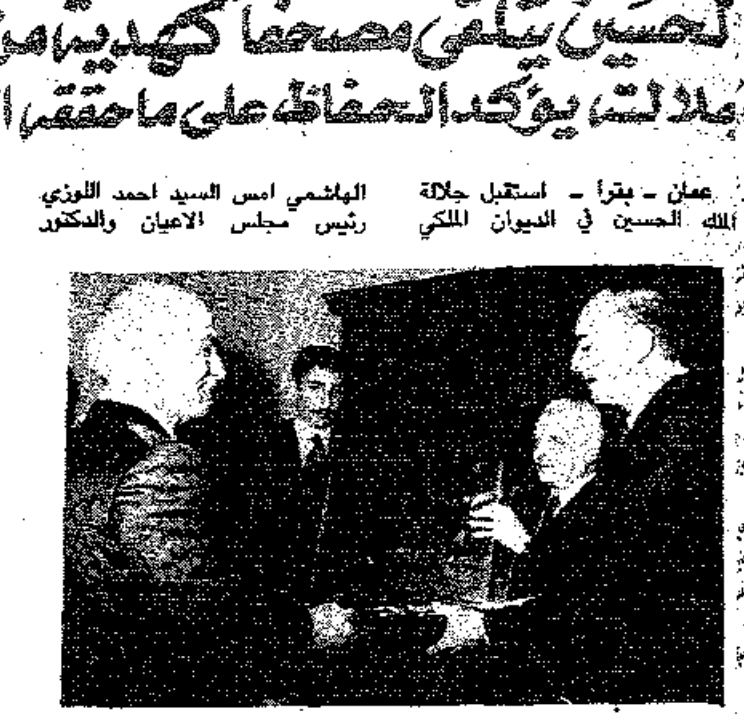 الحسين يتلقى مصحفا كهدية من
جلالته يؤكد الحفاظ على ما حققه
عمان - بترا - استقبل جلالة
الملك الحسين في الديوان الملكي
الهاشمي امس السيد احمد اللوزي
رئيس مجلس الاعيان والدكتور